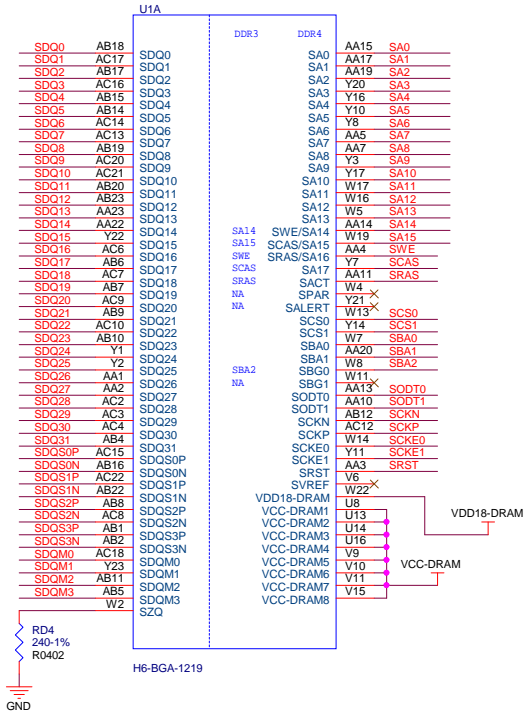 U1A
DDR3 DDR4
SDQ0 AB18 SDQ0 SA0 AA15 SA0
SDQ1 AC17 SDQ1 SA1 AA17 SA1
SDQ2 AB17 SDQ2 SA2 AA19 SA2
SDQ3 AC16 SDQ3 SA3 Y20 SA3
SDQ4 AB15 SDQ4 SA4 Y16 SA4
SDQ5 AB14 SDQ5 SA5 Y10 SA5
SDQ6 AC14 SDQ6 SA6 Y8 SA6
SDQ7 AC13 SDQ7 SA7 AA5 SA7
SDQ8 AB19 SDQ8 SA8 AA7 SA8
SDQ9 AC20 SDQ9 SA9 Y3 SA9
SDQ10 AC21 SDQ10 SA10 Y17 SA10
SDQ11 AB20 SDQ11 SA11 W17 SA11
SDQ12 AB23 SDQ12 SA12 W16 SA12
SDQ13 AA23 SDQ13 SA13 W5 SA13
SDQ14 AA22 SDQ14 SA14 SWE/SA14 AA14 SA14
SDQ15 Y22 SDQ15 SA15 SCAS/SA15 W19 SA15
SDQ16 AC6 SDQ16 SWE SRAS/SA16 AA4 SWE
SDQ17 AB6 SDQ17 SCAS SA17 Y7 SCAS
SDQ18 AC7 SDQ18 SRAS SACT AA11 SRAS
SDQ19 AB7 SDQ19 NA SPAR W4
SDQ20 AC9 SDQ20 NA SALERT Y21
SDQ21 AB9 SDQ21 SCS0 W13 SCS0
SDQ22 AC10 SDQ22 SCS1 Y14 SCS1
SDQ23 AB10 SDQ23 SBA0 W7 SBA0
SDQ24 Y1 SDQ24 SBA1 AA20 SBA1
SDQ25 Y2 SDQ25 SBA2 SBG0 W8 SBA2
SDQ26 AA1 SDQ26 NA SBG1 W11
SDQ27 AA2 SDQ27 SODT0 AA13 SODT0
SDQ28 AC2 SDQ28 SODT1 AA10 SODT1
SDQ29 AC3 SDQ29 SCKN AB12 SCKN
SDQ30 AC4 SDQ30 SCKP AC12 SCKP
SDQ31 AB4 SDQ31 SCKE0 W14 SCKE0
SDQS0P AC15 SDQS0P SCKE1 Y11 SCKE1
SDQS0N AB16 SDQS0N SRST AA3 SRST
SDQS1P AC22 SDQS1P SVREF V6
SDQS1N AB22 SDQS1N VDD18-DRAM W22
SDQS2P AB8 SDQS2P VCC-DRAM1 U8
SDQS2N AC8 SDQS2N VCC-DRAM2 U13
VDD18-DRAM
SDQS3P AB1 SDQS3P VCC-DRAM3 U14
SDQS3N AB2 SDQS3N VCC-DRAM4 U16
SDQM0 AC18 SDQM0 VCC-DRAM5 V9
SDQM1 Y23 SDQM1 VCC-DRAM6 V10
VCC-DRAM
SDQM2 AB11 SDQM2 VCC-DRAM7 V11
SDQM3 AB5 SDQM3 VCC-DRAM8 V15
W2 SZQ
RD4
240-1%
R0402
H6-BGA-1219
GND